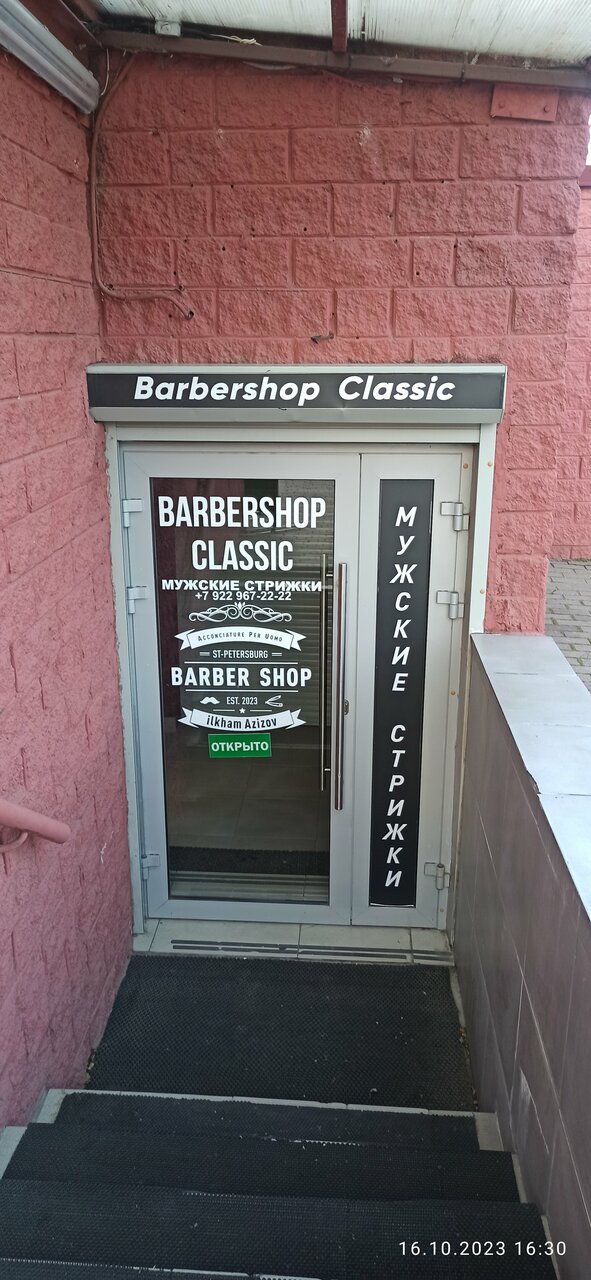 Barbershop Classic
BARBERSHOP
CLASSIC
МУЖСКИЕ СТРИЖКИ
+7 922 967-22-22
ACCONCIATURE PER UOMO
ST-PETERSBURG
BARBER SHOP
EST. 2023
ilkham Azizov
ОТКРЫТО
МУЖСКИЕ СТРИЖКИ
16.10.2023 16:30